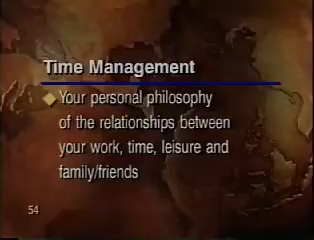 Time Management
Your personal philosophy
of the relationships between
your work, time, leisure and
family/friends
54